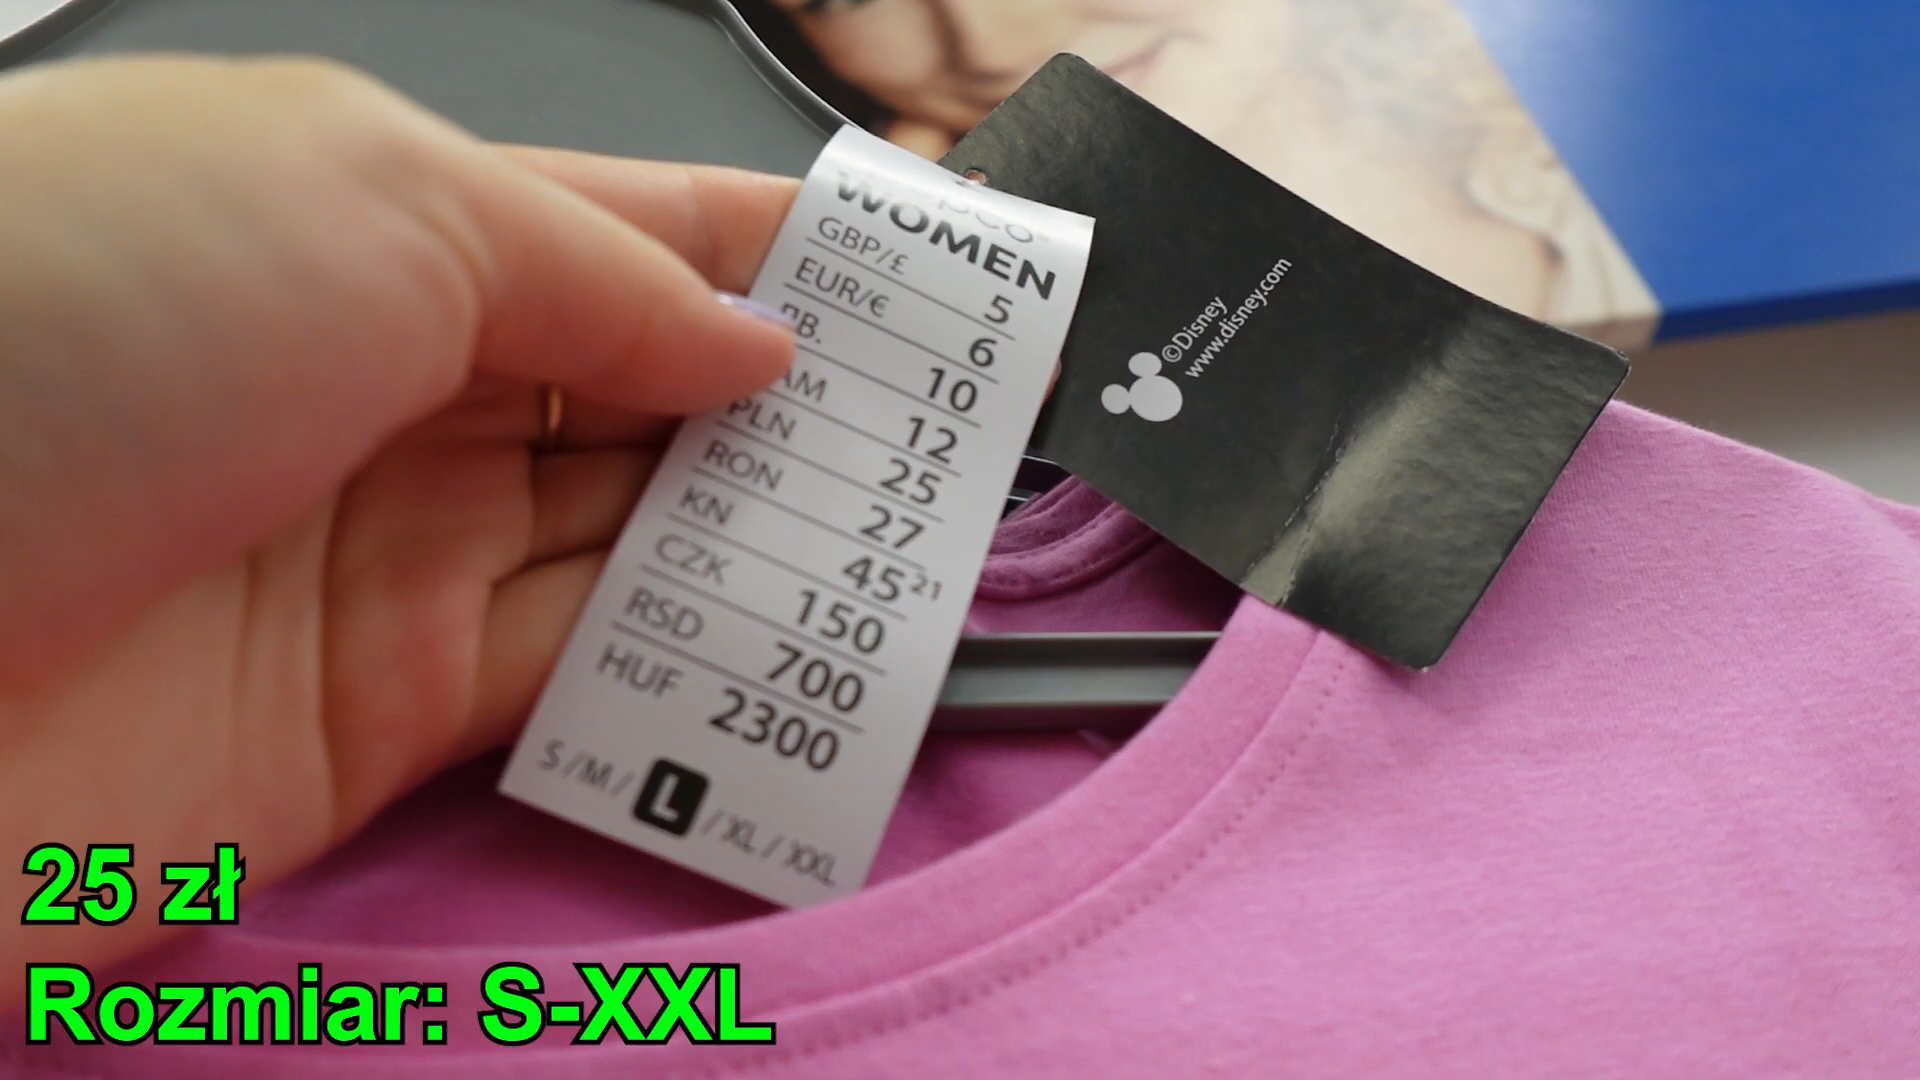 WOMEN
GBP/£ 5
EUR/€ 6
ЛВ. 10
12
PLN 25
RON 27
KN 45²¹
CZK 150
RSD 700
HUF 2300
S / M / L / XL / XXL
©Disney
www.disney.com
25 zł
Rozmiar: S-XXL